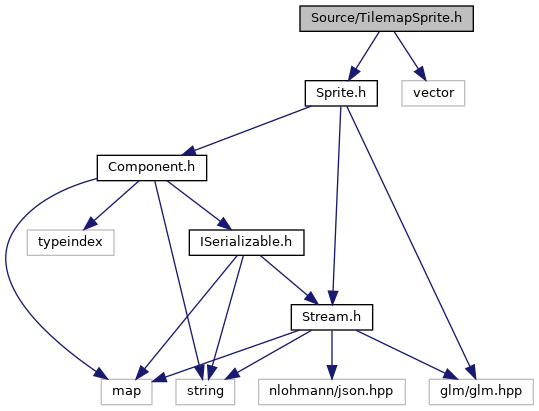 Source/TilemapSprite.h
Sprite.h
vector
Component.h
typeindex
ISerializable.h
Stream.h
map
string
nlohmann/json.hpp
glm/glm.hpp